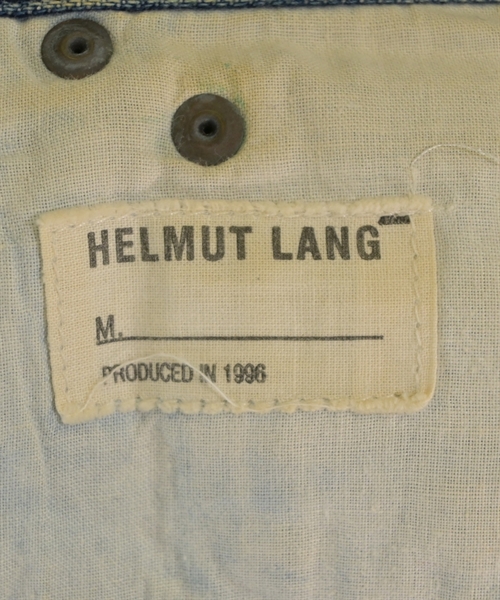 HELMUT LANG
M.
PRODUCED IN 1996